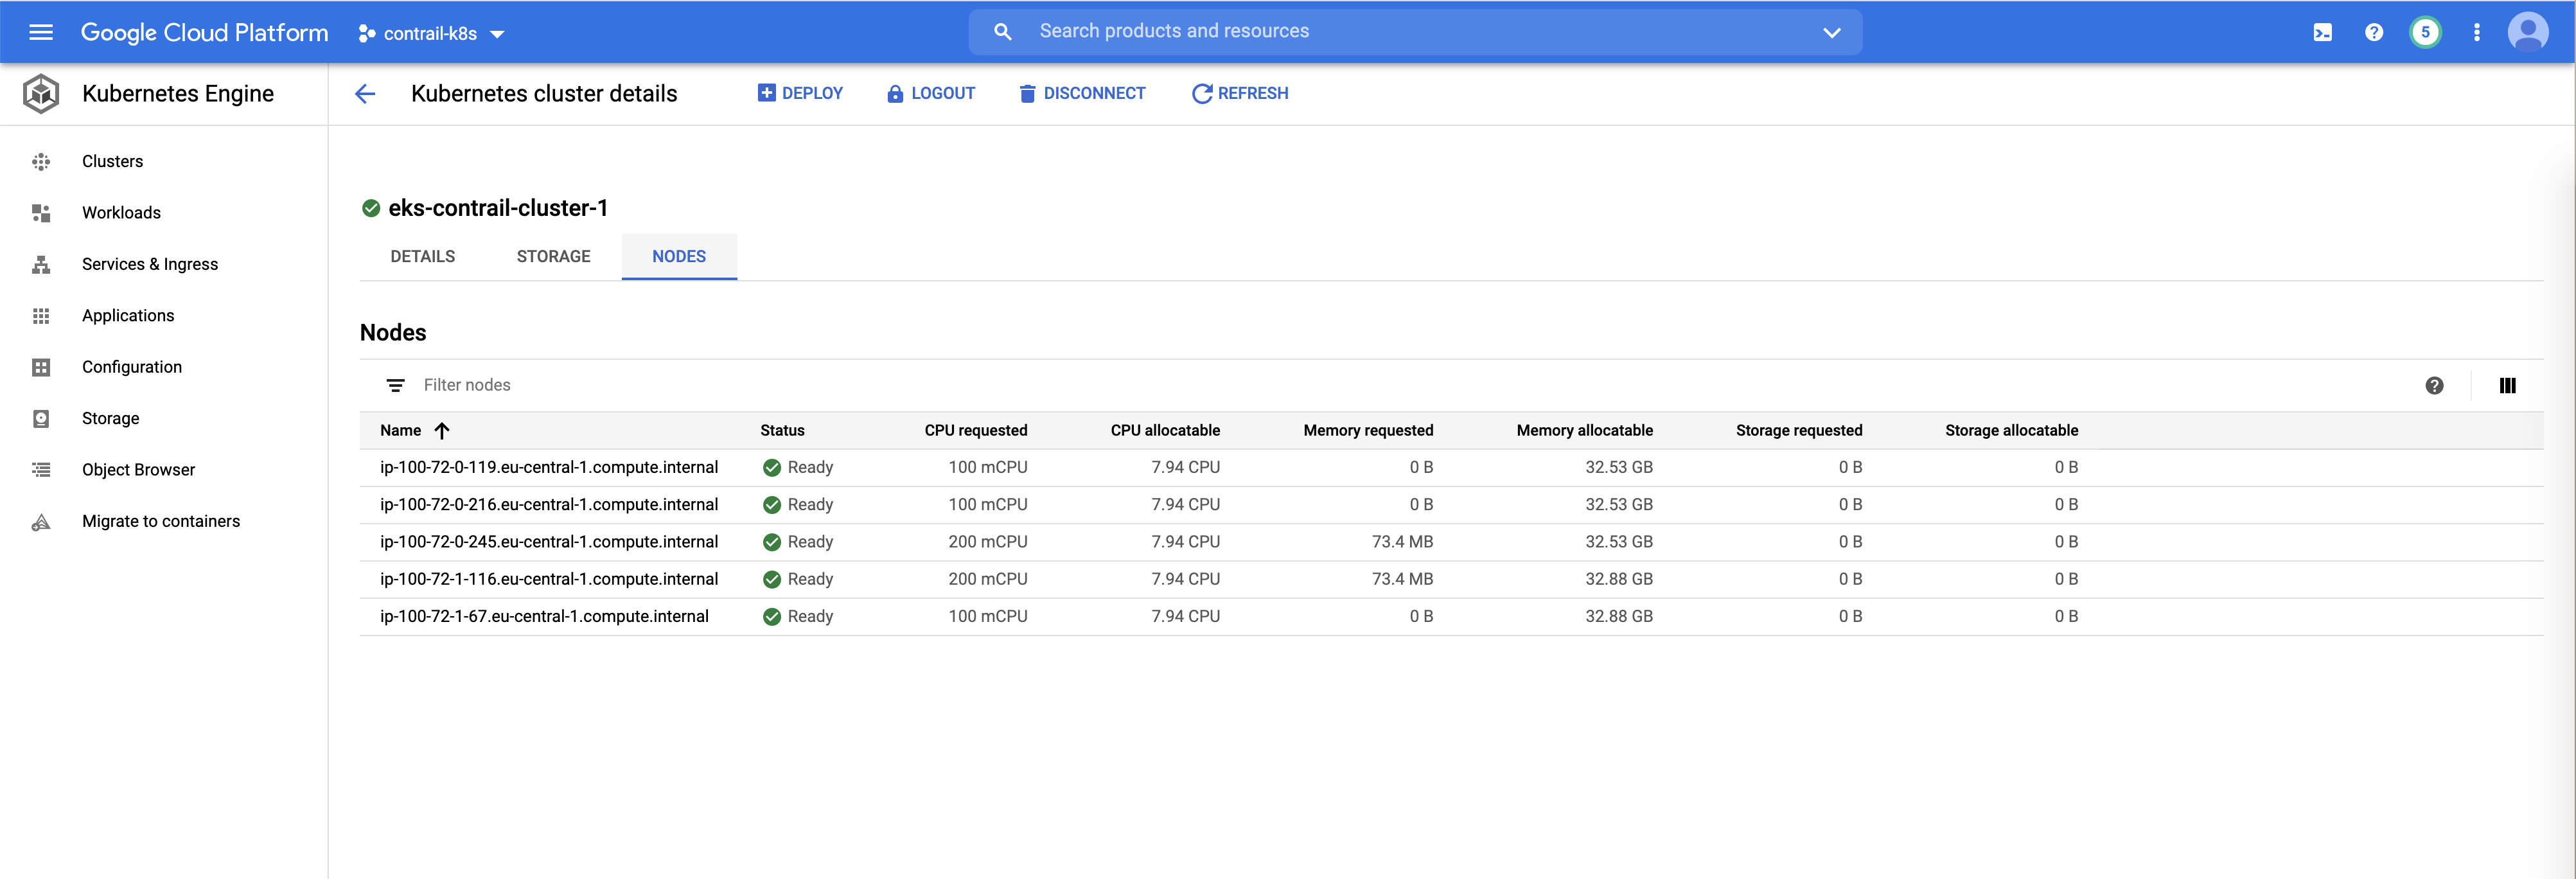 Google Cloud Platform contrail-k8s Search products and resources 5
Kubernetes Engine Kubernetes cluster details DEPLOY LOGOUT DISCONNECT REFRESH
Clusters
Workloads
Services & Ingress
Applications
Configuration
Storage
Object Browser
Migrate to containers
eks-contrail-cluster-1
DETAILS STORAGE NODES
Nodes
Filter nodes
Name Status CPU requested CPU allocatable Memory requested Memory allocatable Storage requested Storage allocatable
ip-100-72-0-119.eu-central-1.compute.internal Ready 100 mCPU 7.94 CPU 0 B 32.53 GB 0 B 0 B
ip-100-72-0-216.eu-central-1.compute.internal Ready 100 mCPU 7.94 CPU 0 B 32.53 GB 0 B 0 B
ip-100-72-0-245.eu-central-1.compute.internal Ready 200 mCPU 7.94 CPU 73.4 MB 32.53 GB 0 B 0 B
ip-100-72-1-116.eu-central-1.compute.internal Ready 200 mCPU 7.94 CPU 73.4 MB 32.88 GB 0 B 0 B
ip-100-72-1-67.eu-central-1.compute.internal Ready 100 mCPU 7.94 CPU 0 B 32.88 GB 0 B 0 B